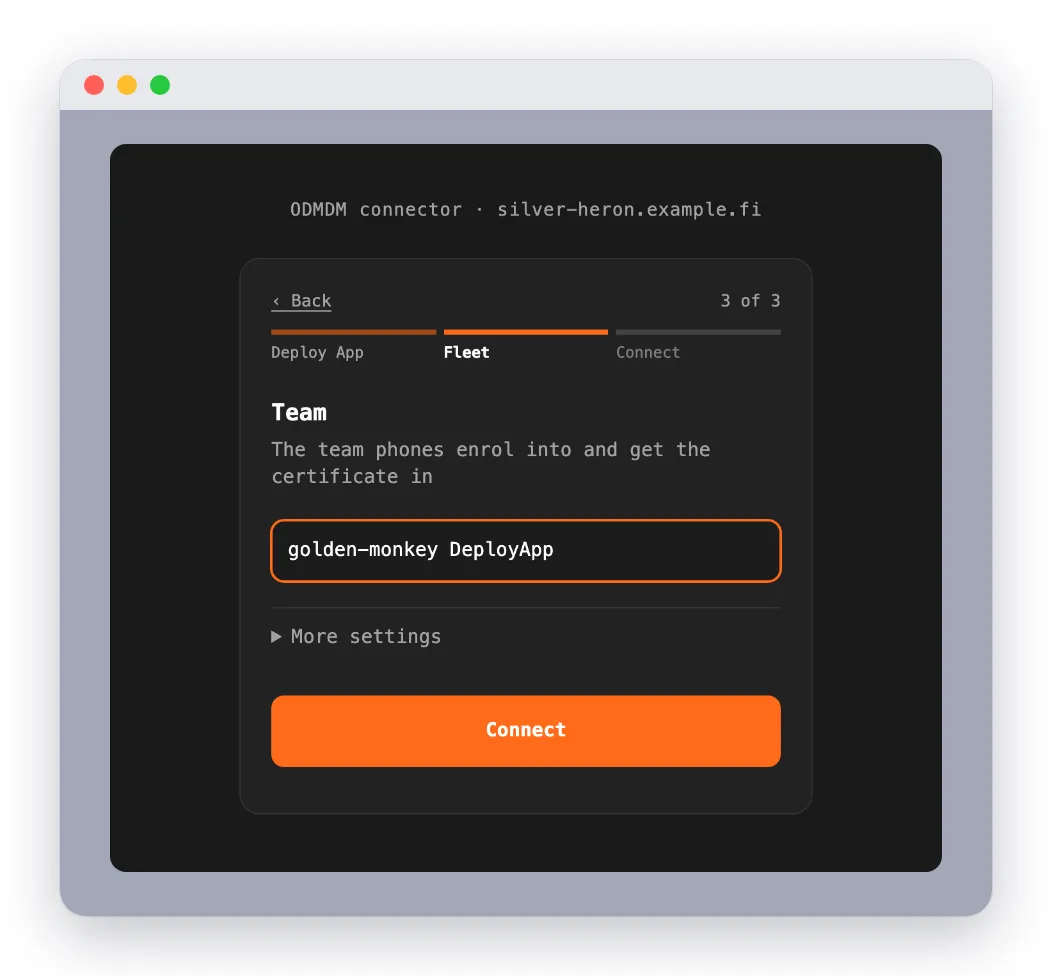 ODMDM connector · silver-heron.example.fi
‹ Back
3 of 3
Deploy App
Fleet
Connect
Team
The team phones enrol into and get the
certificate in
golden-monkey DeployApp
More settings
Connect